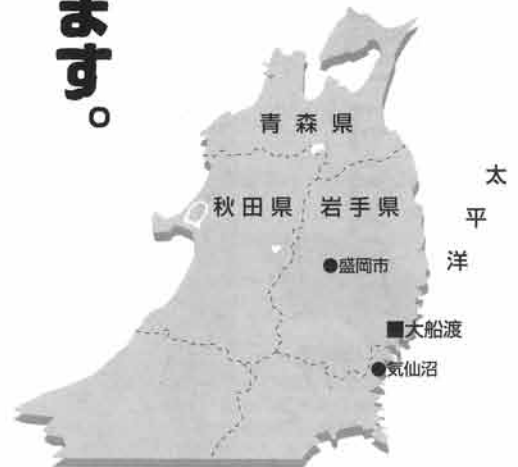 ます。
青森県
秋田県
岩手県
太平洋
●盛岡市
■大船渡
●気仙沼